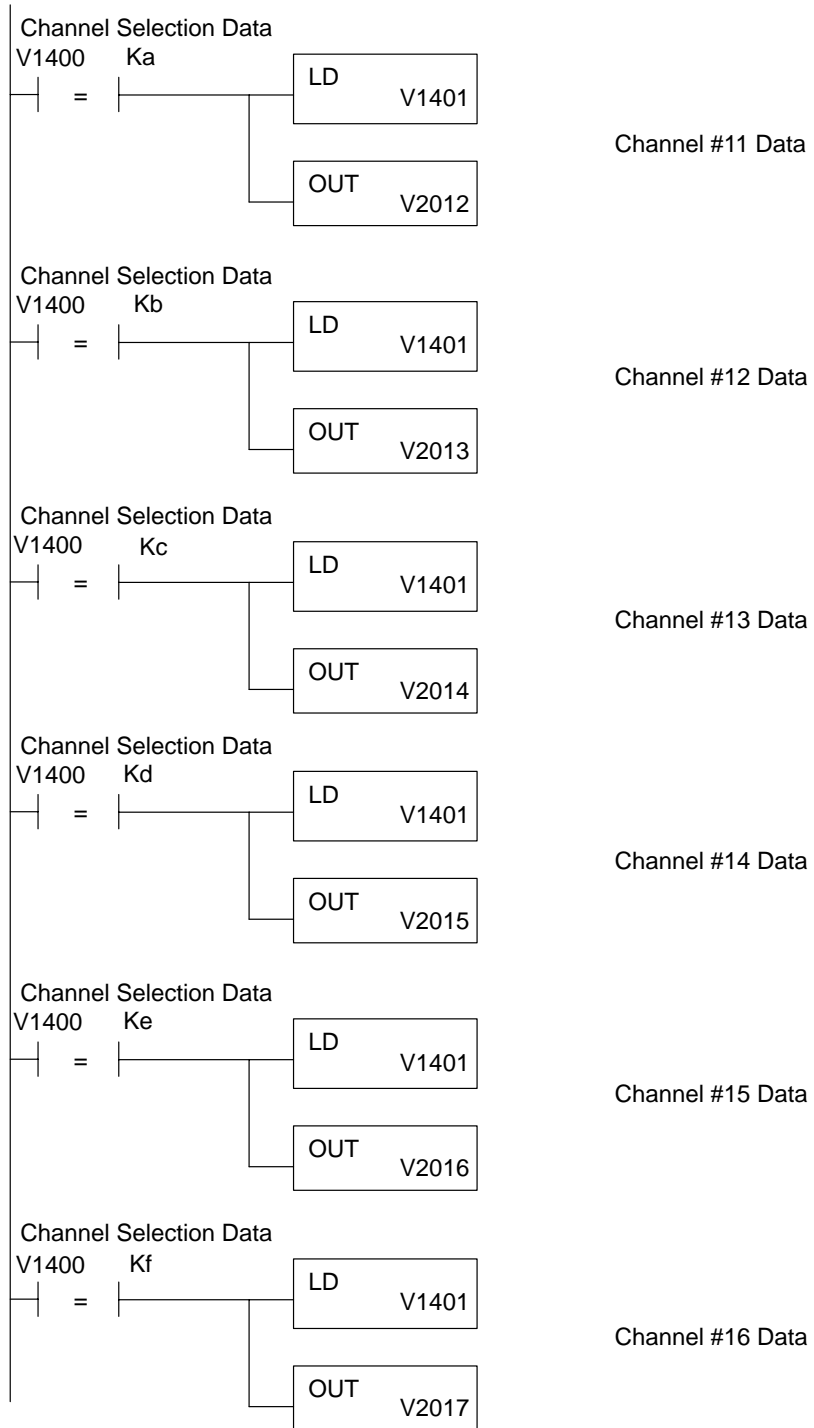 Channel Selection Data
V1400 Ka
=
LD
V1401
Channel #11 Data
OUT
V2012
Channel Selection Data
V1400 Kb
=
LD
V1401
Channel #12 Data
OUT
V2013
Channel Selection Data
V1400 Kc
=
LD
V1401
Channel #13 Data
OUT
V2014
Channel Selection Data
V1400 Kd
=
LD
V1401
Channel #14 Data
OUT
V2015
Channel Selection Data
V1400 Ke
=
LD
V1401
Channel #15 Data
OUT
V2016
Channel Selection Data
V1400 Kf
=
LD
V1401
Channel #16 Data
OUT
V2017